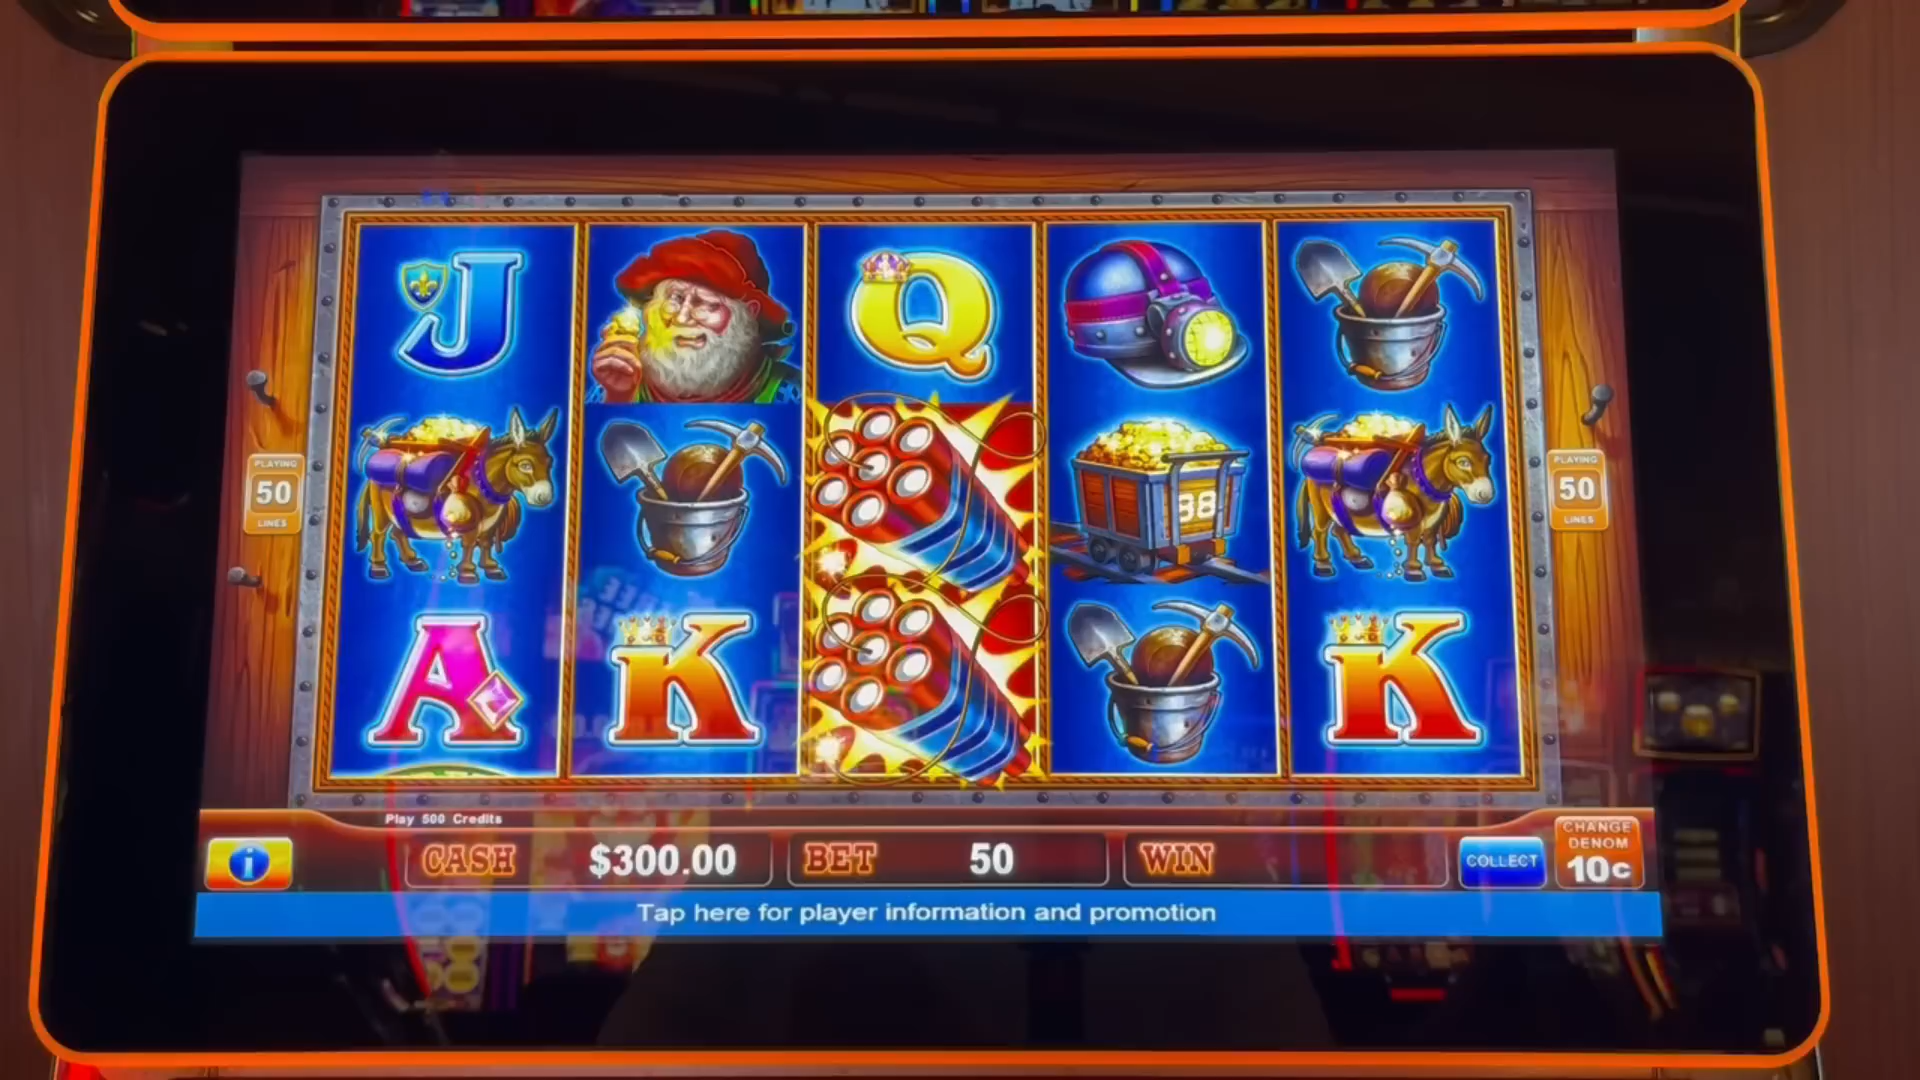 J
Q
88
PLAYING
50
LINES
PLAYING
50
LINES
A
K
K
Play 500 Credits
CASH $300.00
BET 50
WIN
COLLECT
CHANGE
DENOM
10¢
i
Tap here for player information and promotion